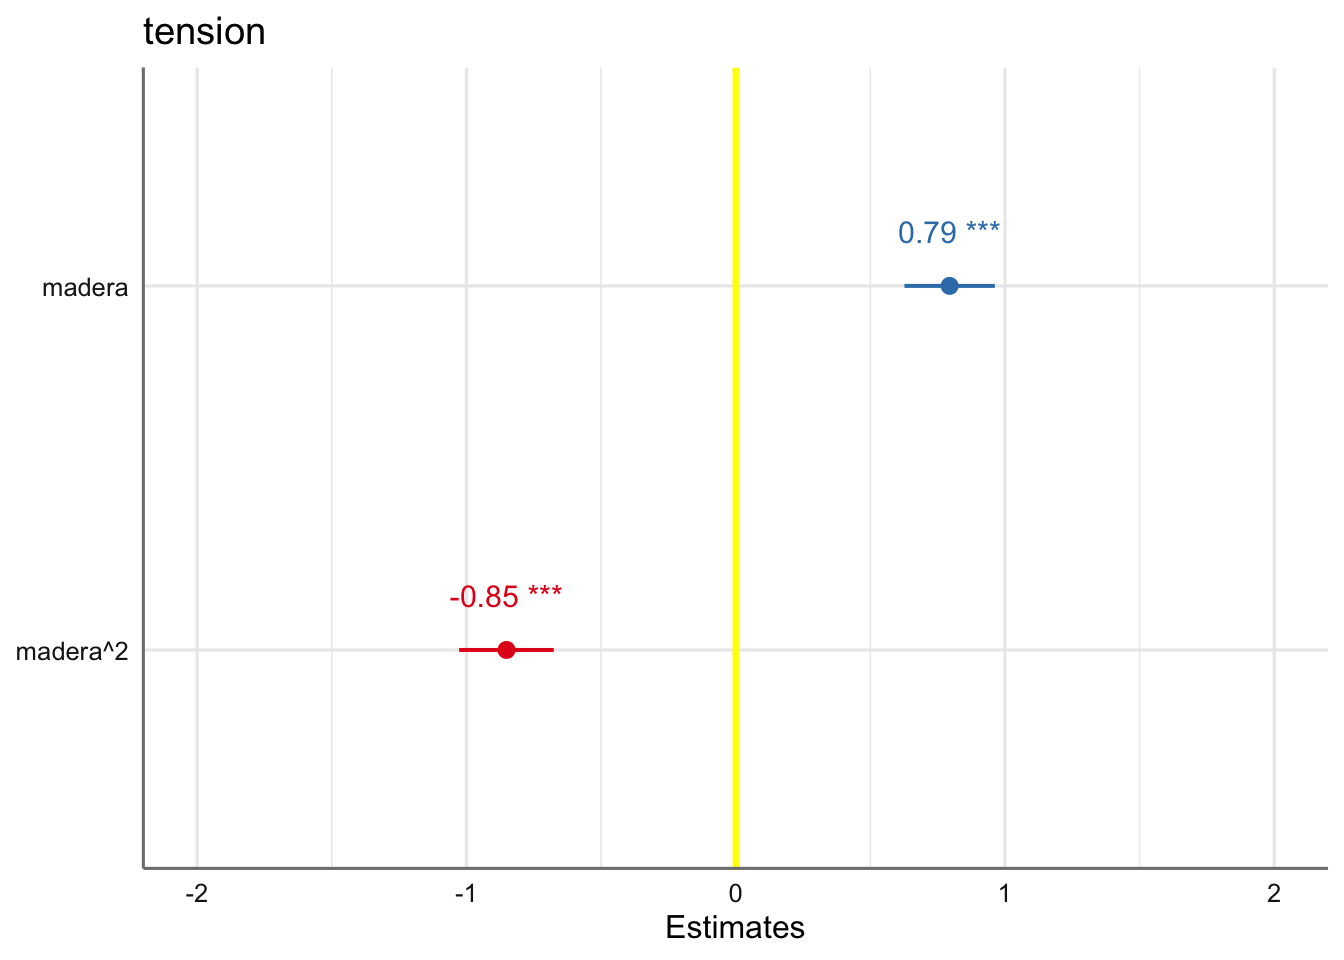 tension
0.79 ***
madera
-0.85 ***
madera^2
-2 -1 0 1 2
Estimates